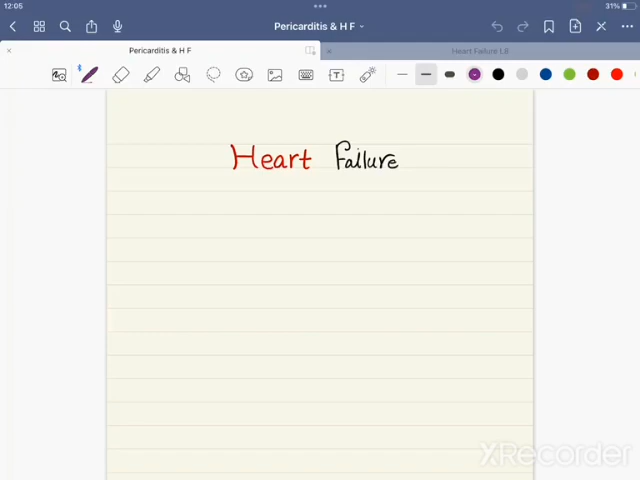 12:05
31%
Pericarditis & H F
Pericarditis & H F
Heart Failure L8
T
Heart Failure
XRecorder